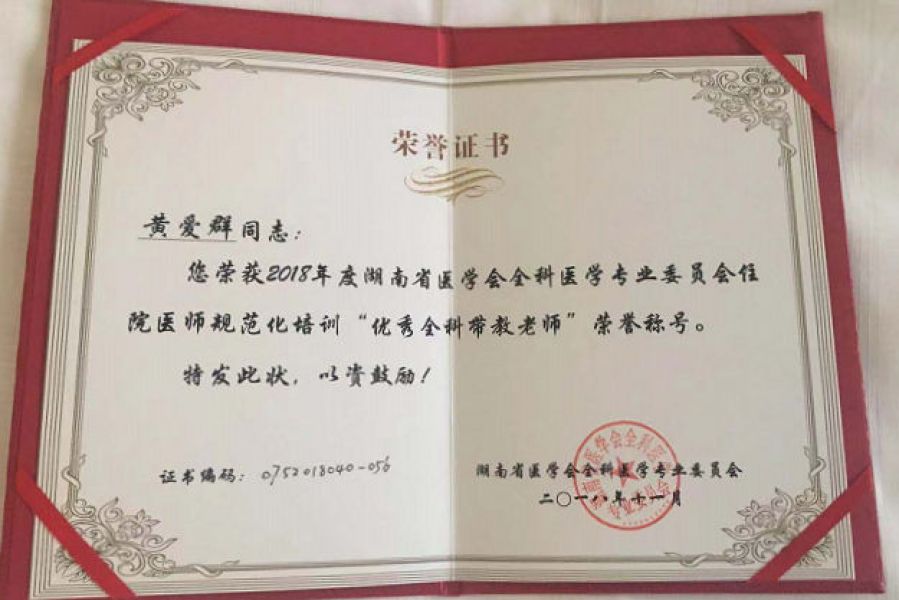 荣誉证书
黄爱群同志：
您荣获2018年度湖南省医学会全科医学专业委员会住
院医师规范化培训“优秀全科带教老师”荣誉称号。
特发此状，以资鼓励！
证书编码：0752018040-056
湖南省医学会全科医学专业委员会
二〇一八年十一月